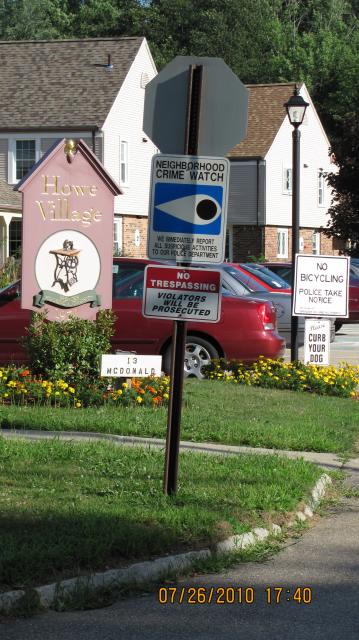 Howe
Village
NEIGHBORHOOD
CRIME WATCH
WE IMMEDIATELY REPORT
ALL SUSPICIOUS ACTIVITIES
TO OUR POLICE DEPARTMENT
NO
TRESPASSING
VIOLATORS
WILL BE
PROSECUTED
NO
BICYCLING
POLICE TAKE
NOTICE
Please
CURB
YOUR
DOG
13
MCDONALD
07/26/2010 17:40